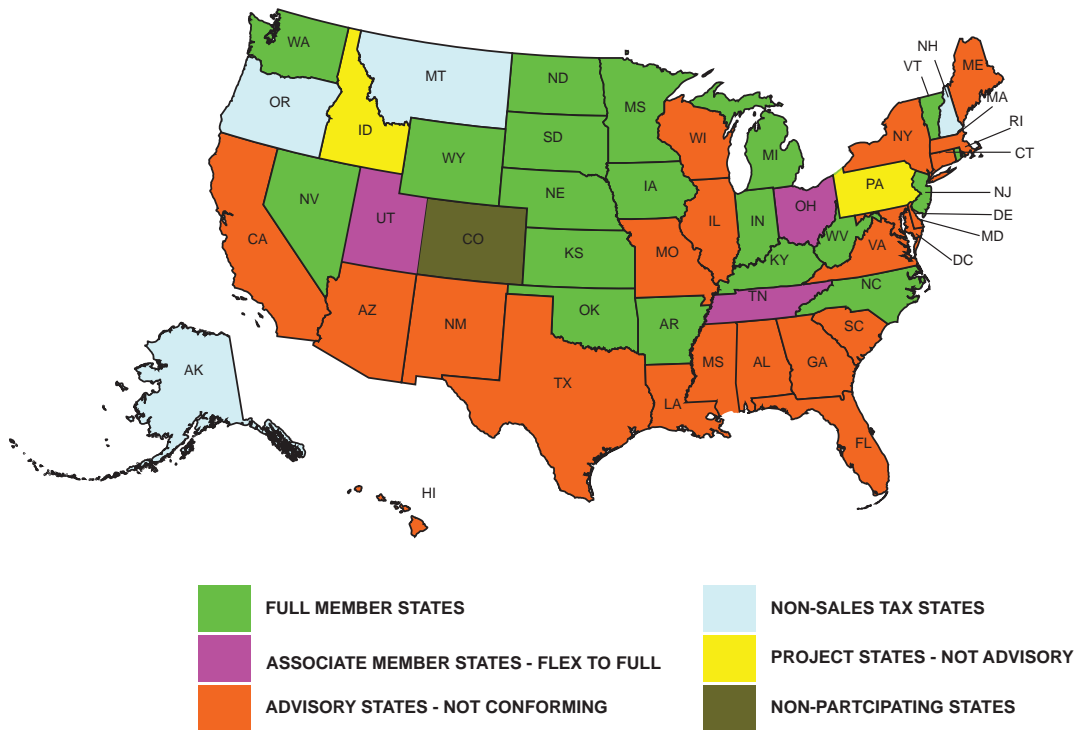 WA
MT
ND
MS
NH
VT
ME
OR
ID
SD
WI
NY
MA
RI
WY
MI
CT
NV
UT
NE
IA
PA
NJ
CO
IL
IN
OH
DE
MD
CA
KS
MO
WV
VA
DC
KY
AZ
NM
OK
AR
TN
NC
SC
TX
MS
AL
GA
LA
FL
AK
HI
FULL MEMBER STATES
ASSOCIATE MEMBER STATES - FLEX TO FULL
ADVISORY STATES - NOT CONFORMING
NON-SALES TAX STATES
PROJECT STATES - NOT ADVISORY
NON-PARTCIPATING STATES